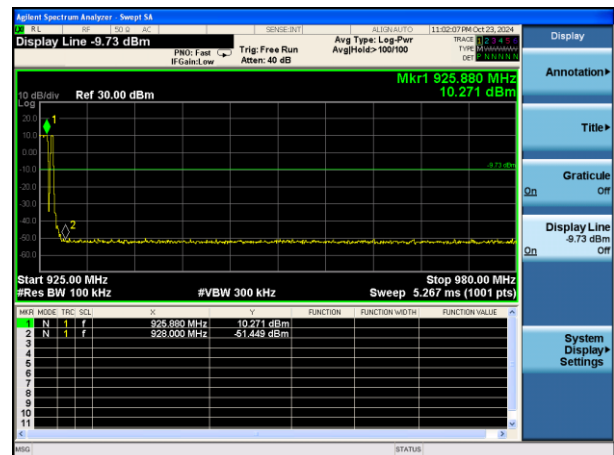 Agilent Spectrum Analyzer - Swept SA
RL RF 50 Ω AC SENSE:INT ALIGNAUTO 11:02:07 PM Oct 23, 2024
Display Line -9.73 dBm
PNO: Fast
IFGain:Low
Trig: Free Run
Atten: 40 dB
Avg Type: Log-Pwr
Avg|Hold:> 100/100
TRACE 1 2 3 4 5 6
TYPE
DET P N N N N N
Mkr1 925.880 MHz
10.271 dBm
10 dB/div Ref 30.00 dBm
Log
20.0
10.0
0.00
-10.0
-20.0
-30.0
-40.0
-50.0
-60.0
1
2
-9.73 dBm
Start 925.00 MHz Stop 980.00 MHz
#Res BW 100 kHz #VBW 300 kHz Sweep 5.267 ms (1001 pts)
MKR MODE TRC SCL X Y FUNCTION FUNCTION WIDTH FUNCTION VALUE
1 N 1 f 925.880 MHz 10.271 dBm
2 N 1 f 928.000 MHz -51.449 dBm
3
4
5
6
7
8
9
10
11
MSG STATUS
Display
Annotation
Title
Graticule
On Off
Display Line
-9.73 dBm
On Off
System
Display
Settings